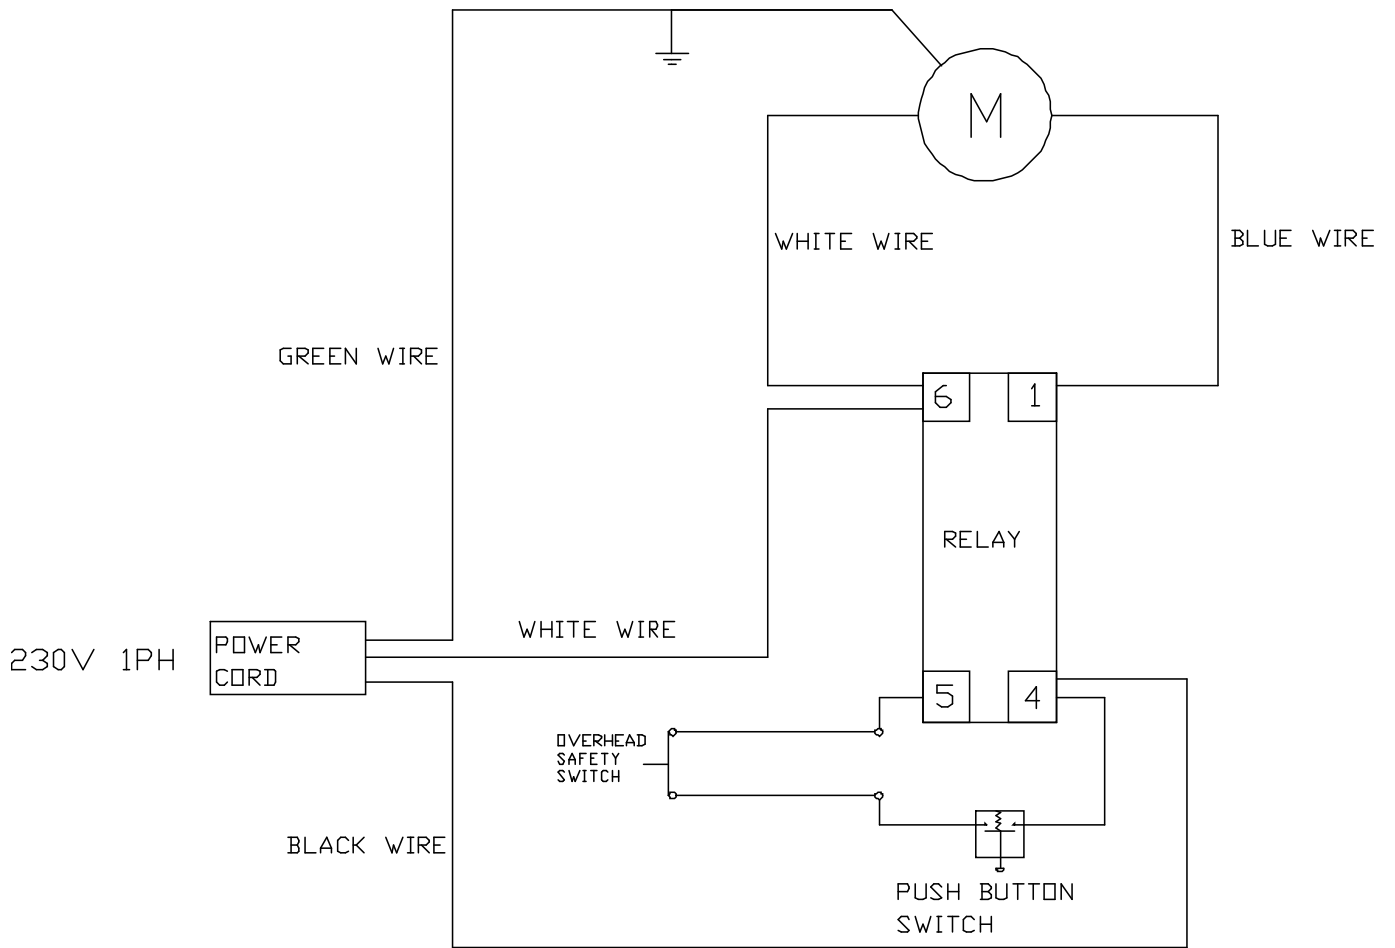 M
WHITE WIRE
BLUE WIRE
GREEN WIRE
6
1
RELAY
WHITE WIRE
230V 1PH
POWER
CORD
5
4
OVERHEAD
SAFETY
SWITCH
BLACK WIRE
PUSH BUTTON
SWITCH